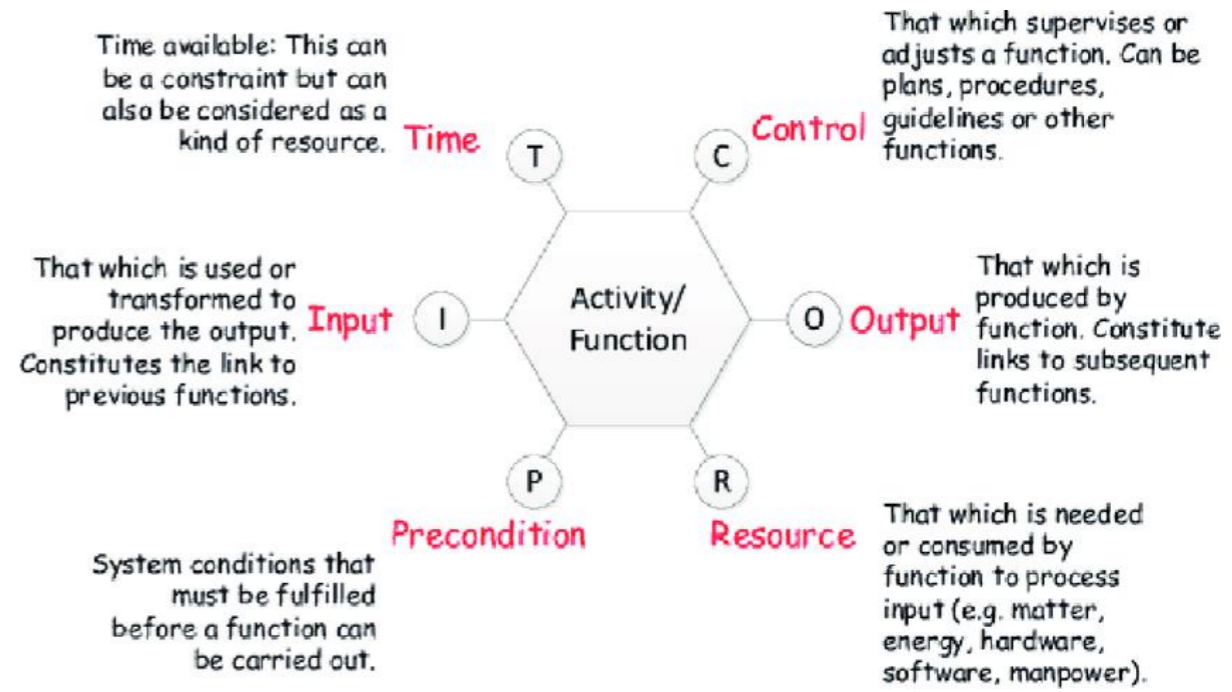 Time available: This can
be a constraint but can
also be considered as a
kind of resource.
Time
T
That which supervises or
adjusts a function. Can be
plans, procedures,
guidelines or other
functions.
Control
C
That which is used or
transformed to
produce the output.
Constitutes the link to
previous functions.
Input
I
Activity/
Function
O
Output
That which is
produced by
function. Constitute
links to subsequent
functions.
P
Precondition
System conditions that
must be fulfilled
before a function can
be carried out.
R
Resource
That which is needed
or consumed by
function to process
input (e.g. matter,
energy, hardware,
software, manpower).